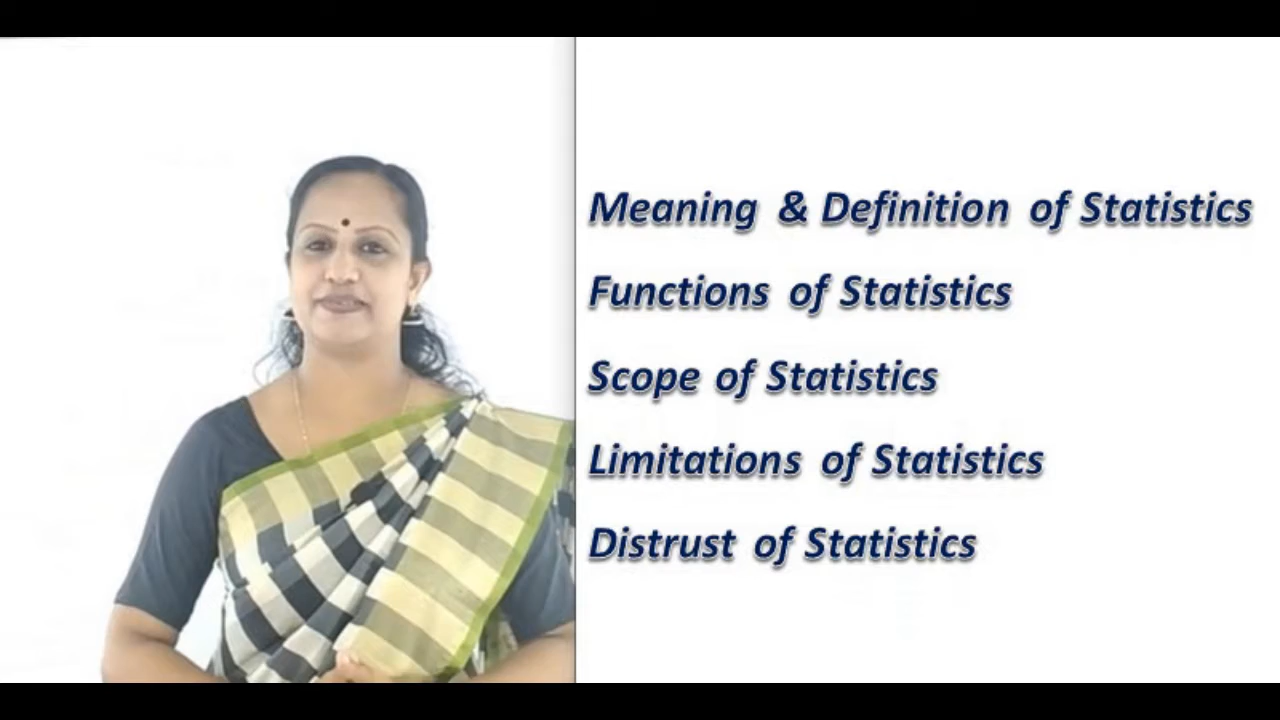 Meaning & Definition of Statistics
Functions of Statistics
Scope of Statistics
Limitations of Statistics
Distrust of Statistics